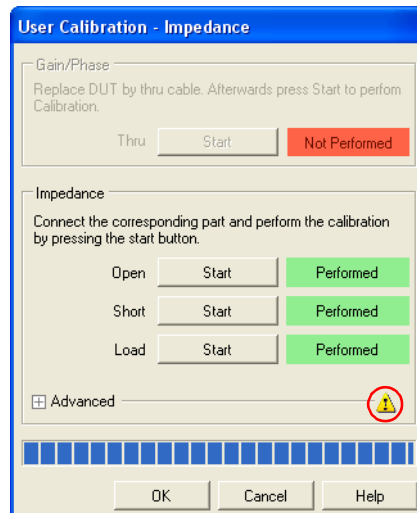 User Calibration - Impedance
Gain/Phase
Replace DUT by thru cable. Afterwards press Start to perfom
Calibration.
Thru Start Not Performed
Impedance
Connect the corresponding part and perform the calibration
by pressing the start button.
Open Start Performed
Short Start Performed
Load Start Performed
Advanced
OK Cancel Help